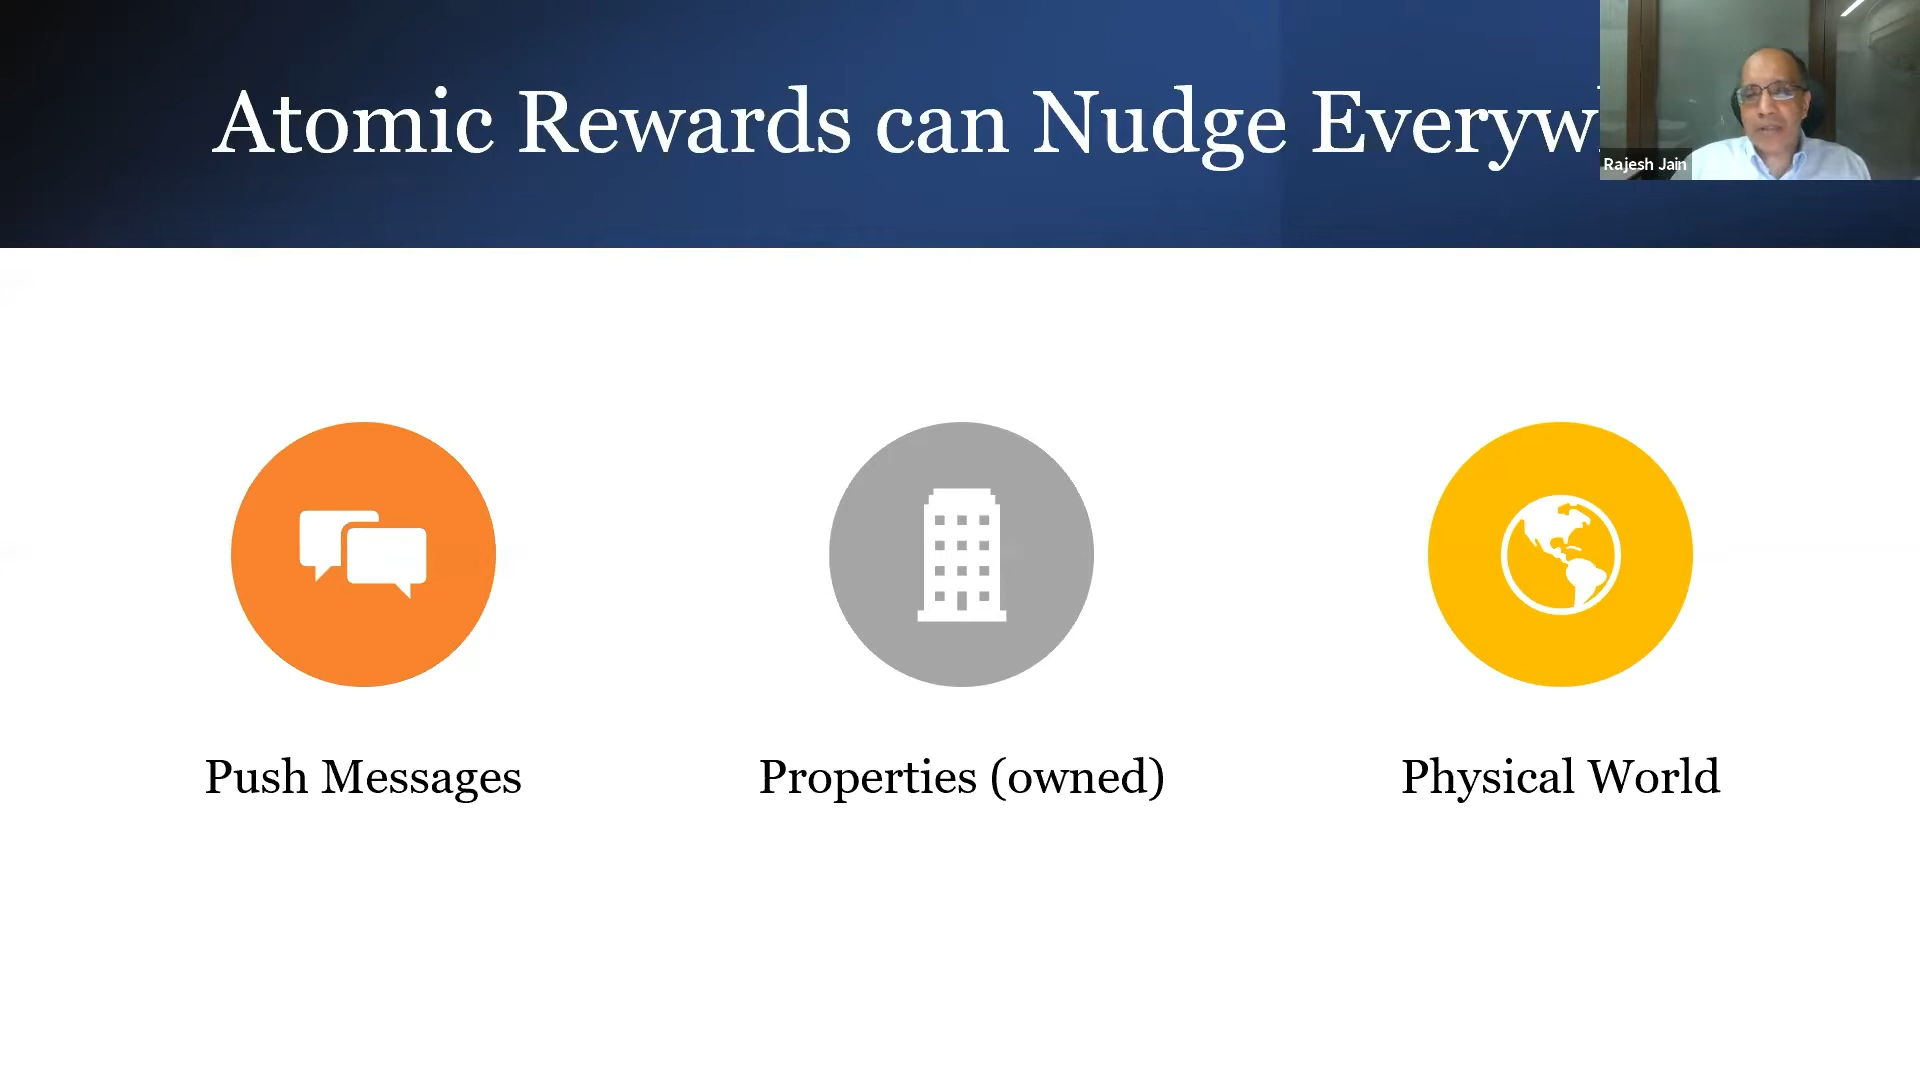 Atomic Rewards can Nudge Everyw
Rajesh Jain
Push Messages
Properties (owned)
Physical World